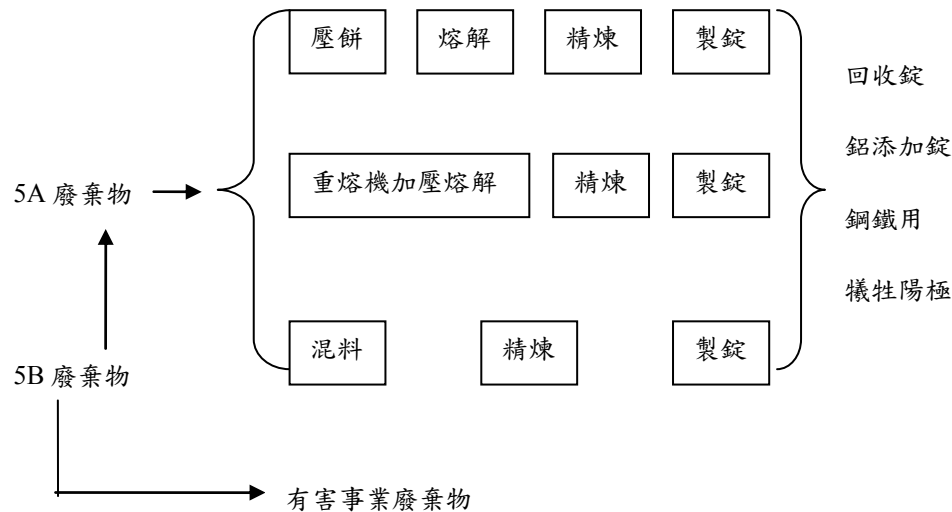 壓餅 熔解 精煉 製錠
回收錠
鋁添加錠
5A 廢棄物 重熔機加壓熔解 精煉 製錠
鋼鐵用
犧牲陽極
混料 精煉 製錠
5B 廢棄物
有害事業廢棄物